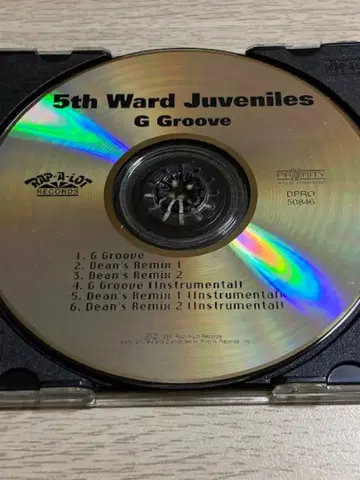 5th Ward Juveniles
G Groove
RAP-A-LOT
RECORDS
DPRO
50846
1. G Groove
2. Dean's Remix 1
3. Dean's Remix 2
4. G Groove (Instrumental)
5. Dean's Remix 1 (Instrumental)
6. Dean's Remix 2 (Instrumental)